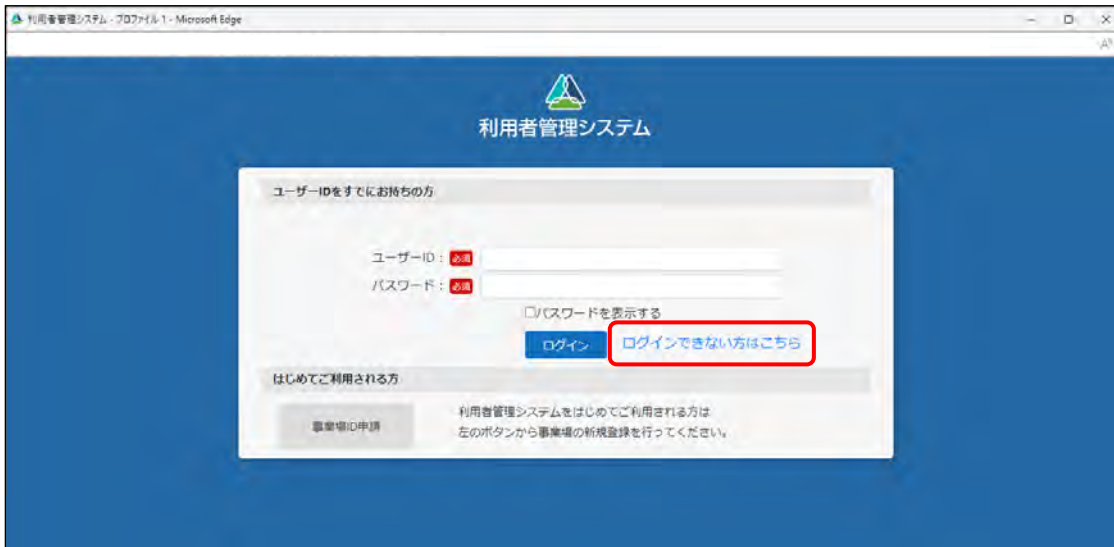 利用者管理システム - プロファイル 1 - Microsoft Edge
利用者管理システム
ユーザーIDをすでにお持ちの方
ユーザーID：必須
パスワード：必須
パスワードを表示する
ログイン ログインできない方はこちら
はじめてご利用される方
事業場ID申請
利用者管理システムをはじめてご利用される方は
左のボタンから事業場の新規登録を行ってください。